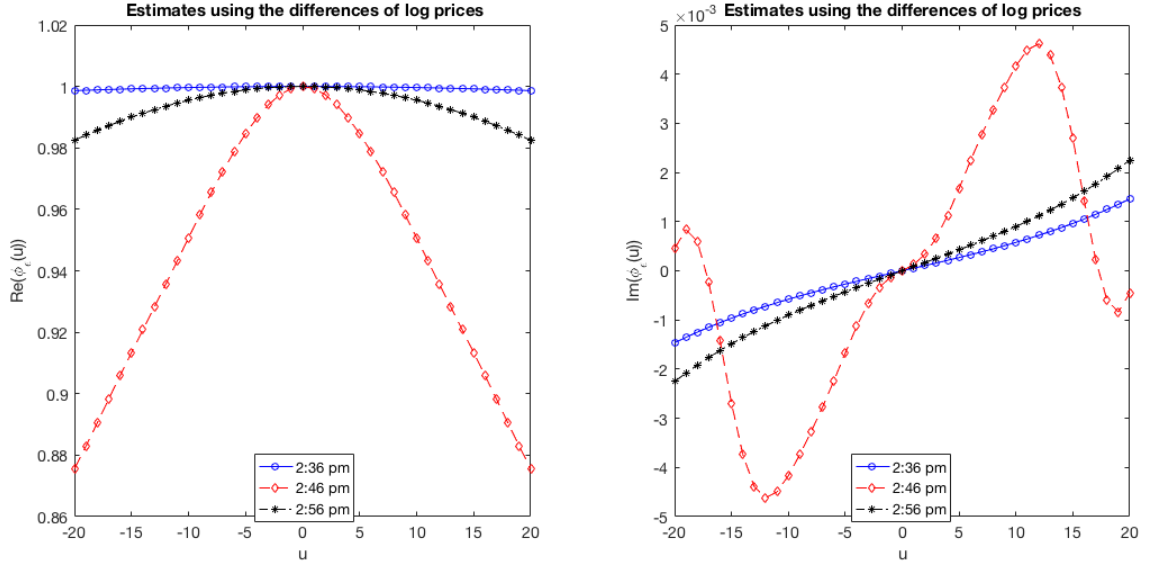 Estimates using the differences of log prices
1.02
1
0.98
0.96
0.94
0.92
0.9
0.88
0.86
Re(ϕ_ϵ(u))
-20 -15 -10 -5 0 5 10 15 20
u
2:36 pm
2:46 pm
2:56 pm
Estimates using the differences of log prices
×10⁻³
5
4
3
2
1
0
-1
-2
-3
-4
-5
Im(ϕ_ϵ(u))
-20 -15 -10 -5 0 5 10 15 20
u
2:36 pm
2:46 pm
2:56 pm